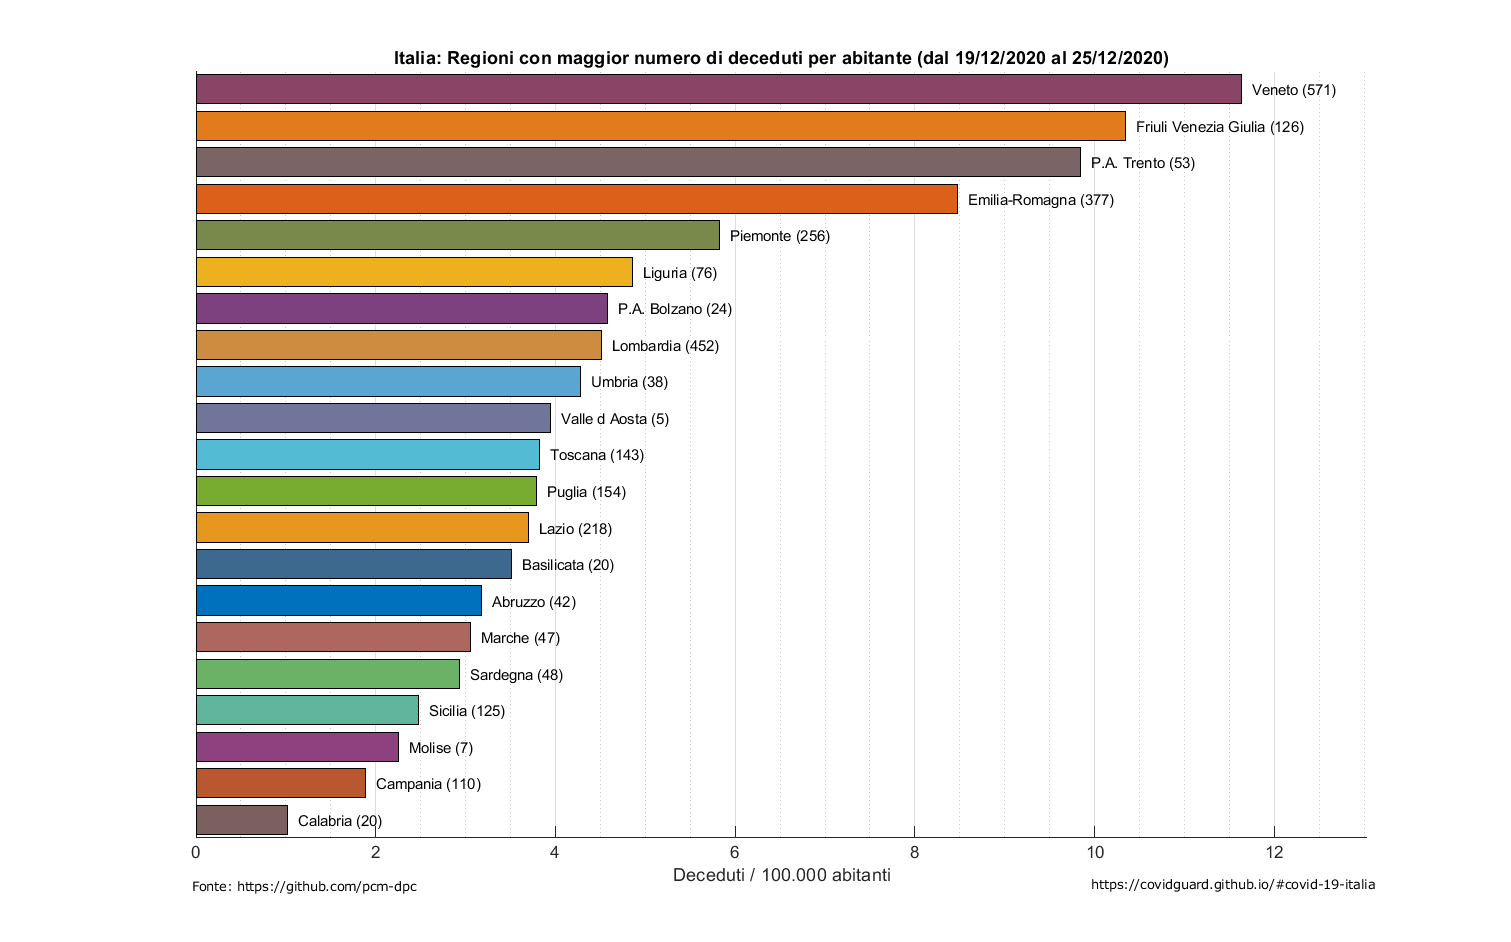 Italia: Regioni con maggior numero di deceduti per abitante (dal 19/12/2020 al 25/12/2020)
Veneto (571)
Friuli Venezia Giulia (126)
P.A. Trento (53)
Emilia-Romagna (377)
Piemonte (256)
Liguria (76)
P.A. Bolzano (24)
Lombardia (452)
Umbria (38)
Valle d Aosta (5)
Toscana (143)
Puglia (154)
Lazio (218)
Basilicata (20)
Abruzzo (42)
Marche (47)
Sardegna (48)
Sicilia (125)
Molise (7)
Campania (110)
Calabria (20)
0 2 4 6 8 10 12
Deceduti / 100.000 abitanti
Fonte: https://github.com/pcm-dpc
https://covidguard.github.io/#covid-19-italia